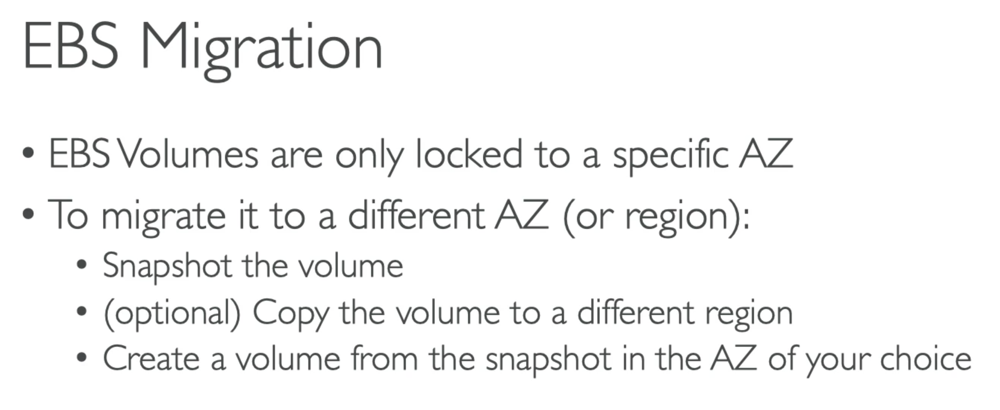 EBS Migration
• EBS Volumes are only locked to a specific AZ
• To migrate it to a different AZ (or region):
• Snapshot the volume
• (optional) Copy the volume to a different region
• Create a volume from the snapshot in the AZ of your choice